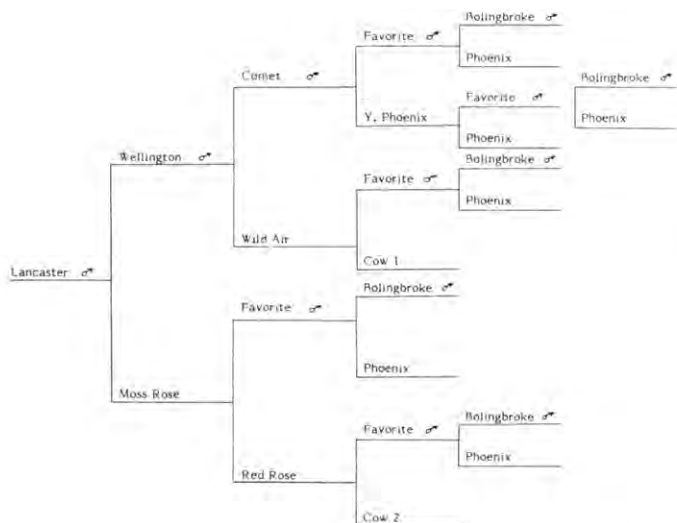 Bolingbroke ♂
Favorite ♂
Phoenix
Bolingbroke ♂
Comet ♂
Favorite ♂
Y. Phoenix
Phoenix
Phoenix
Wellington ♂
Bolingbroke ♂
Favorite ♂
Phoenix
Wild Air
Cow 1
Lancaster ♂
Bolingbroke ♂
Favorite ♂
Phoenix
Moss Rose
Bolingbroke ♂
Favorite ♂
Phoenix
Red Rose
Cow 2